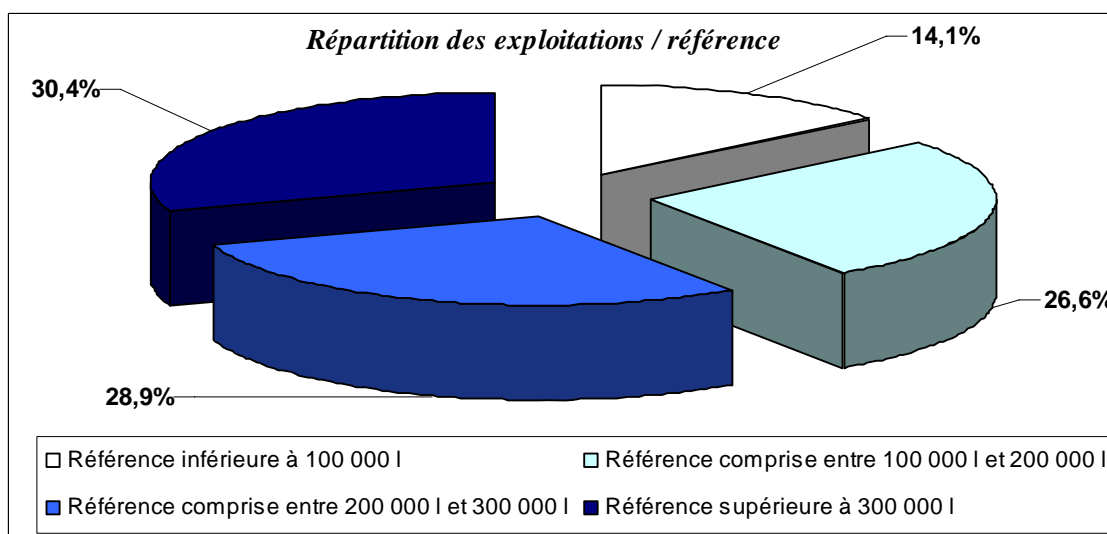 Répartition des exploitations / référence
14,1%
30,4%
26,6%
28,9%
Référence inférieure à 100 000 l
Référence comprise entre 100 000 l et 200 000 l
Référence comprise entre 200 000 l et 300 000 l
Référence supérieure à 300 000 l